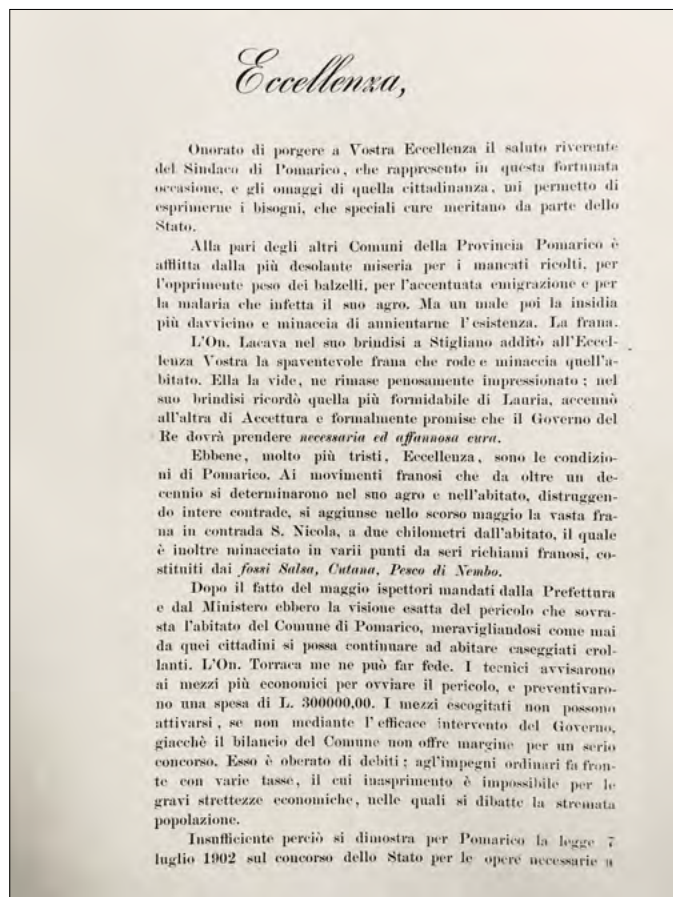 Eccellenza,
Onorato di porgere a Vostra Eccellenza il saluto riverente
del Sindaco di Pomarico, che rappresento in questa fortunata
occasione, e gli omaggi di quella cittadinanza, mi permetto di
esprimerne i bisogni, che speciali cure meritano da parte dello
Stato.
Alla pari degli altri Comuni della Provincia Pomarico è
afflitta dalla più desolante miseria per i mancati ricolti, per
l'opprimente peso dei balzelli, per l'accentuata emigrazione e per
la malaria che infetta il suo agro. Ma un male poi la insidia
più davvicino e minaccia di annientarne l'esistenza. La frana.
L'On. Lacava nel suo brindisi a Stigliano additò all'Eccel-
lenza Vostra la spaventevole frana che rode e minaccia quell'a-
bitato. Ella la vide, ne rimase penosamente impressionato ; nel
suo brindisi ricordò quella più formidabile di Lauria, accennò
all'altra di Accettura e formalmente promise che il Governo del
Re dovrà prendere necessaria ed affannosa cura.
Ebbene, molto più tristi, Eccellenza, sono le condizio-
ni di Pomarico. Ai movimenti franosi che da oltre un de-
cennio si determinarono nel suo agro e nell'abitato, distruggen-
do intere contrade, si aggiunse nello scorso maggio la vasta fra-
na in contrada S. Nicola, a due chilometri dall'abitato, il quale
è inoltre minacciato in varii punti da seri richiami franosi, co-
stituiti dai fossi Salsa, Cutana, Pesco di Nembo.
Dopo il fatto del maggio ispettori mandati dalla Prefettura
e dal Ministero ebbero la visione esatta del pericolo che sovra-
sta l'abitato del Comune di Pomarico, meravigliandosi come mai
da quei cittadini si possa continuare ad abitare caseggiati crol-
lanti. L'On. Torraca me ne può far fede. I tecnici avvisarono
ai mezzi più economici per ovviare il pericolo, e preventivaro-
no una spesa di L. 300000,00. I mezzi escogitati non possono
attivarsi, se non mediante l'efficace intervento del Governo,
giacchè il bilancio del Comune non offre margine per un serio
concorso. Esso è oberato di debiti ; agl'impegni ordinari fa fron-
te con varie tasse, il cui inasprimento è impossibile per le
gravi strettezze economiche, nelle quali si dibatte la stremata
popolazione.
Insufficiente perciò si dimostra per Pomarico la legge 7
luglio 1902 sul concorso dello Stato per le opere necessarie a